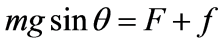 mg sin θ = F + f